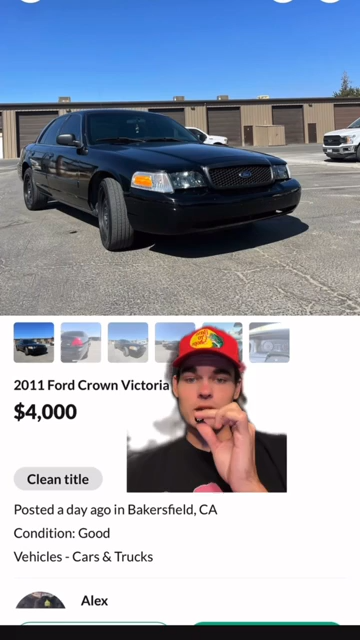 Ford
2011 Ford Crown Victoria
$4,000
Clean title
Posted a day ago in Bakersfield, CA
Condition: Good
Vehicles - Cars & Trucks
Alex